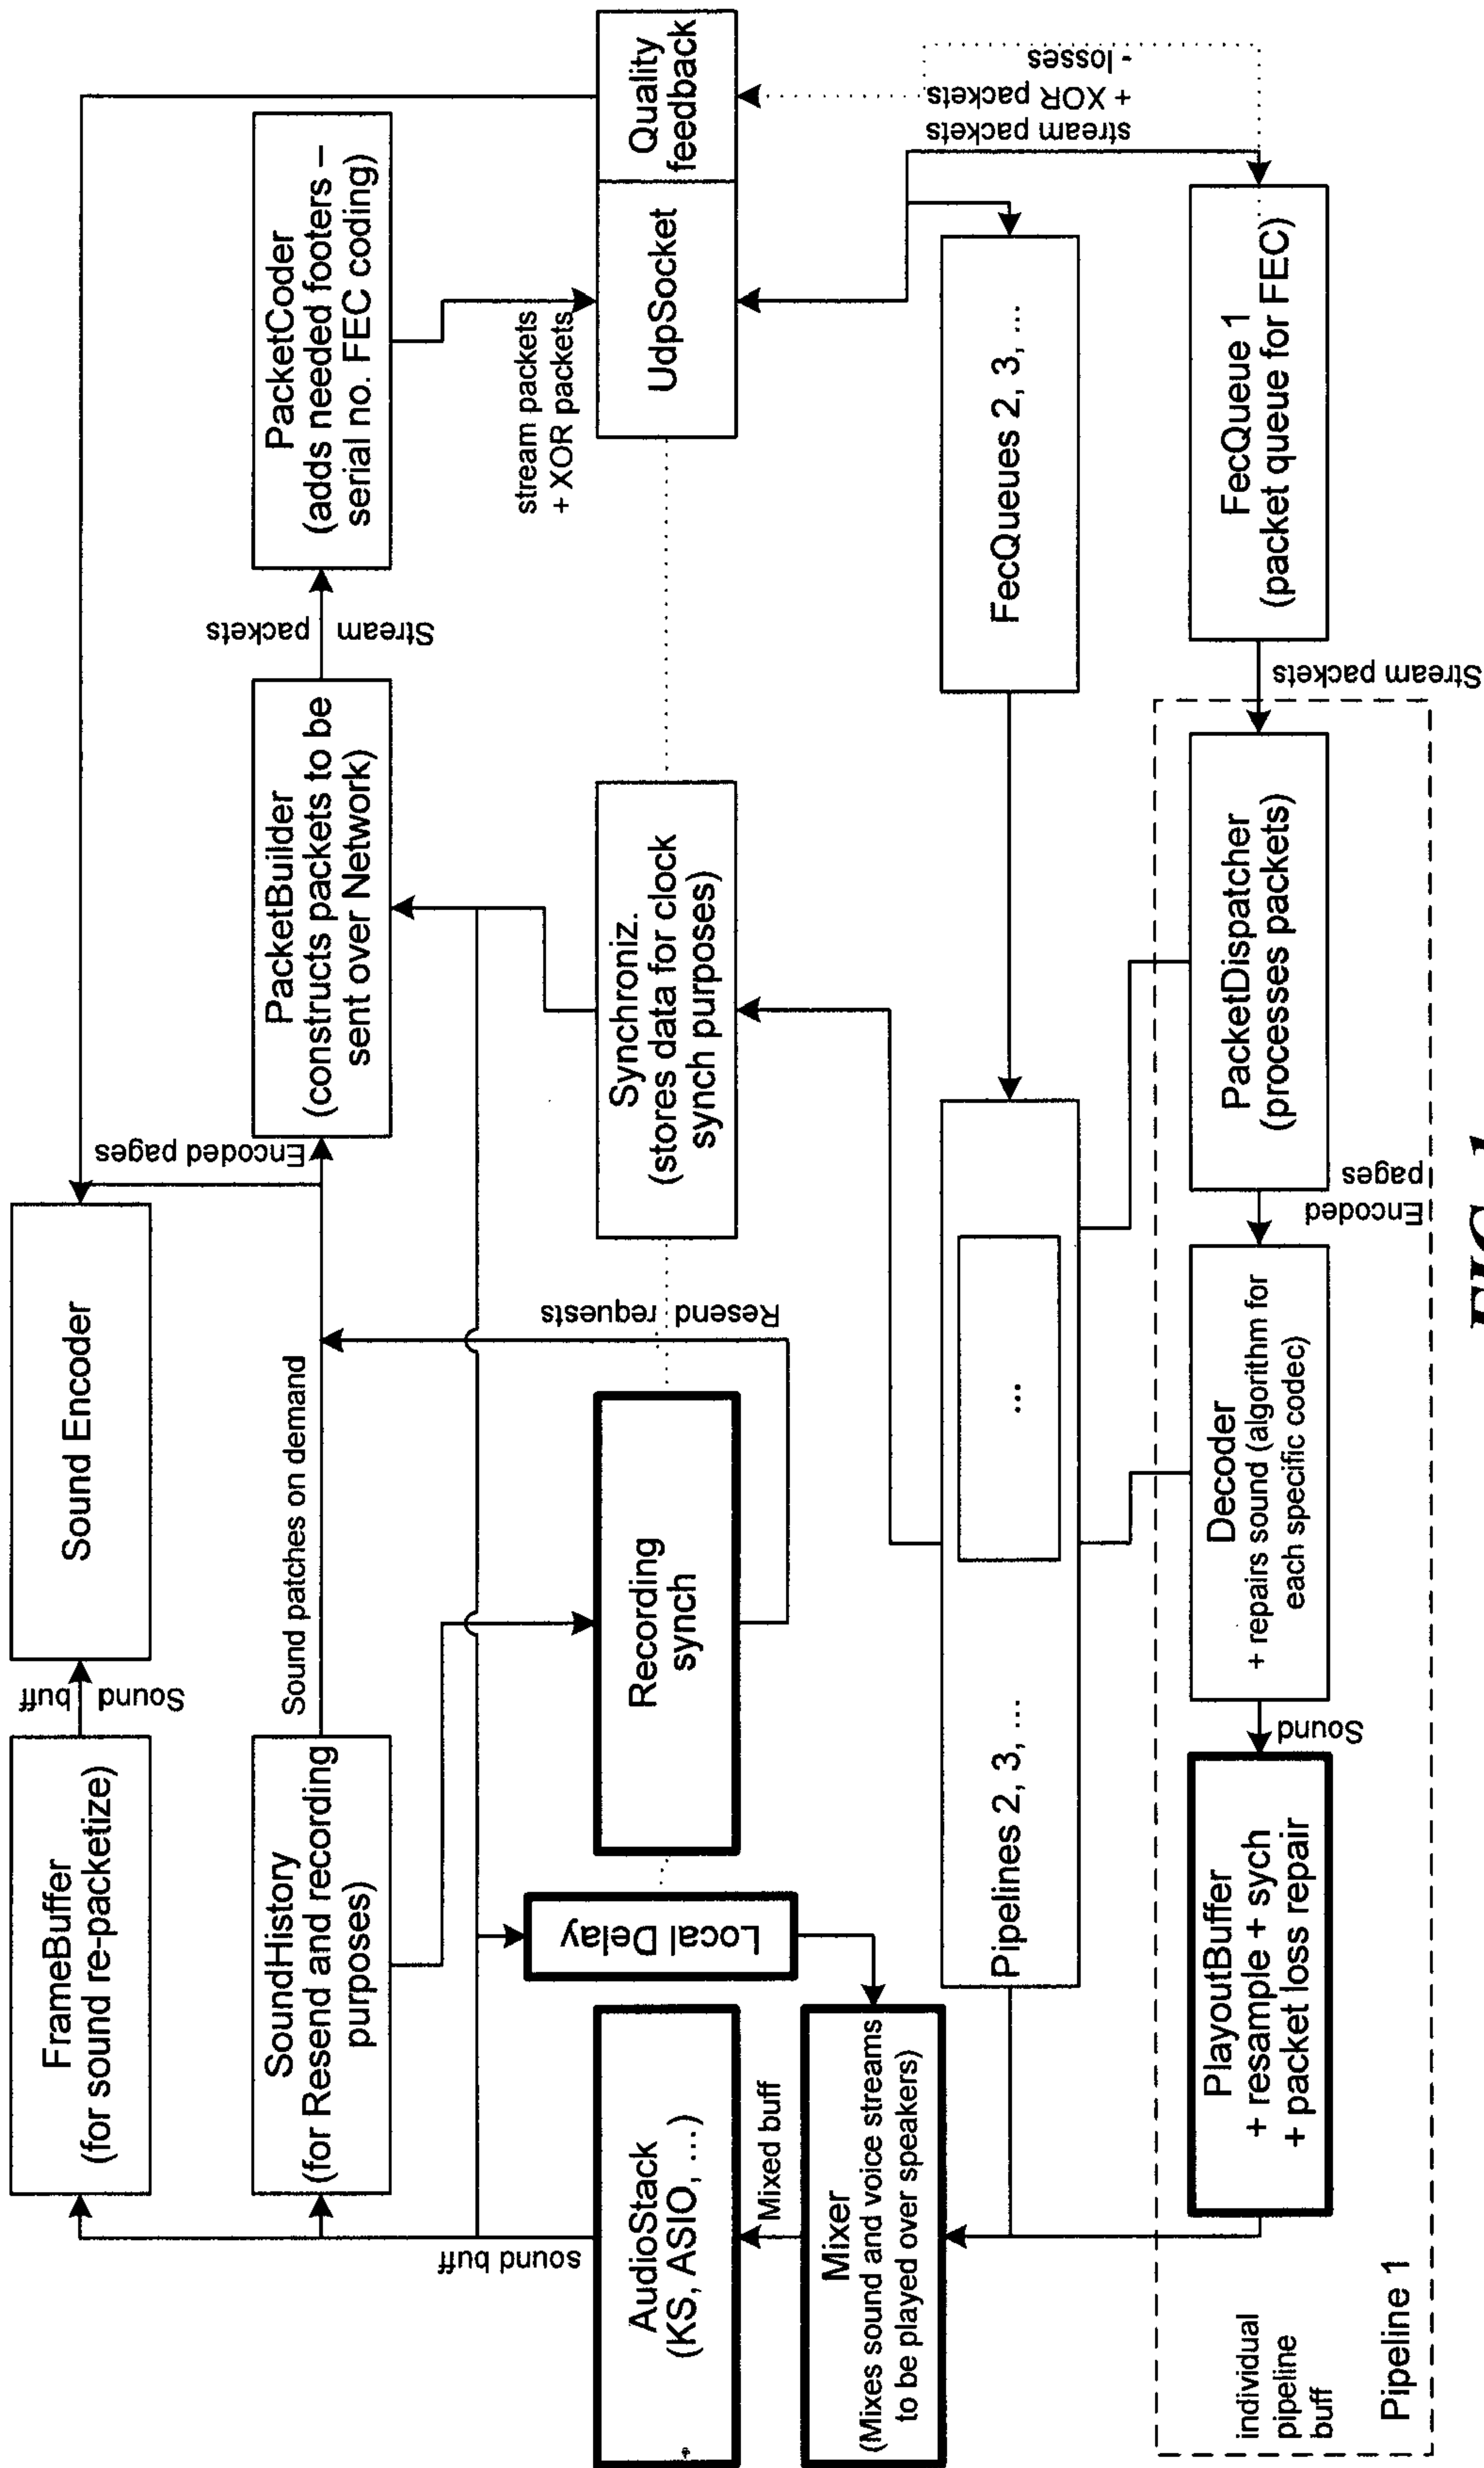 FrameBuffer
(for sound re-packetize)
Sound
buff
Sound Encoder
SoundHistory
(for Resend and recording
purposes)
Sound patches on demand
Encoded pages
PacketBuilder
(constructs packets to be
sent over Network)
Stream
packets
PacketCoder
(adds needed footers –
serial no. FEC coding)
sound buff
AudioStack
(KS, ASIO, ...)
Local Delay
Recording
synch
Resend requests
Synchroniz.
(stores data for clock
synch purposes)
stream packets
+ XOR packets
UdpSocket
Quality
feedback
Mixed buff
Mixer
(Mixes sound and voice streams
to be played over speakers)
Pipelines 2, 3, ...
...
FecQueues 2, 3, ...
stream packets
+ XOR packets
- losses
individual
pipeline
buff
PlayoutBuffer
+ resample + sych
+ packet loss repair
Sound
Decoder
+ repairs sound (algorithm for
each specific codec)
Encoded
pages
PacketDispatcher
(processes packets)
Stream packets
FecQueue 1
(packet queue for FEC)
Pipeline 1
FIG. 1